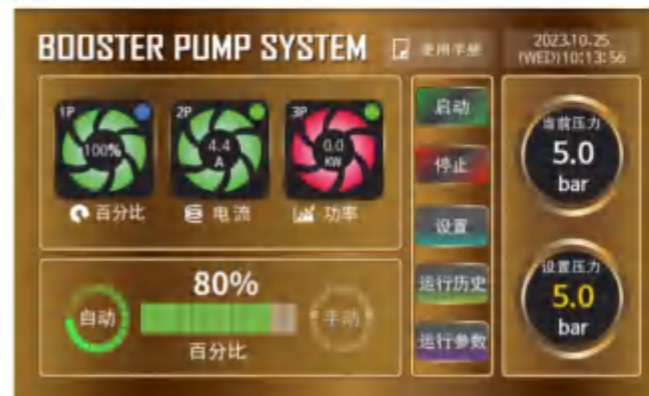 BOOSTER PUMP SYSTEM
使用手册
2023.10.25
(WED)10:13:56
1P
100%
2P
4.4
A
3P
0.0
KW
百分比
电流
功率
自动
80%
百分比
手动
启动
停止
设置
运行历史
运行参数
当前压力
5.0
bar
设置压力
5.0
bar